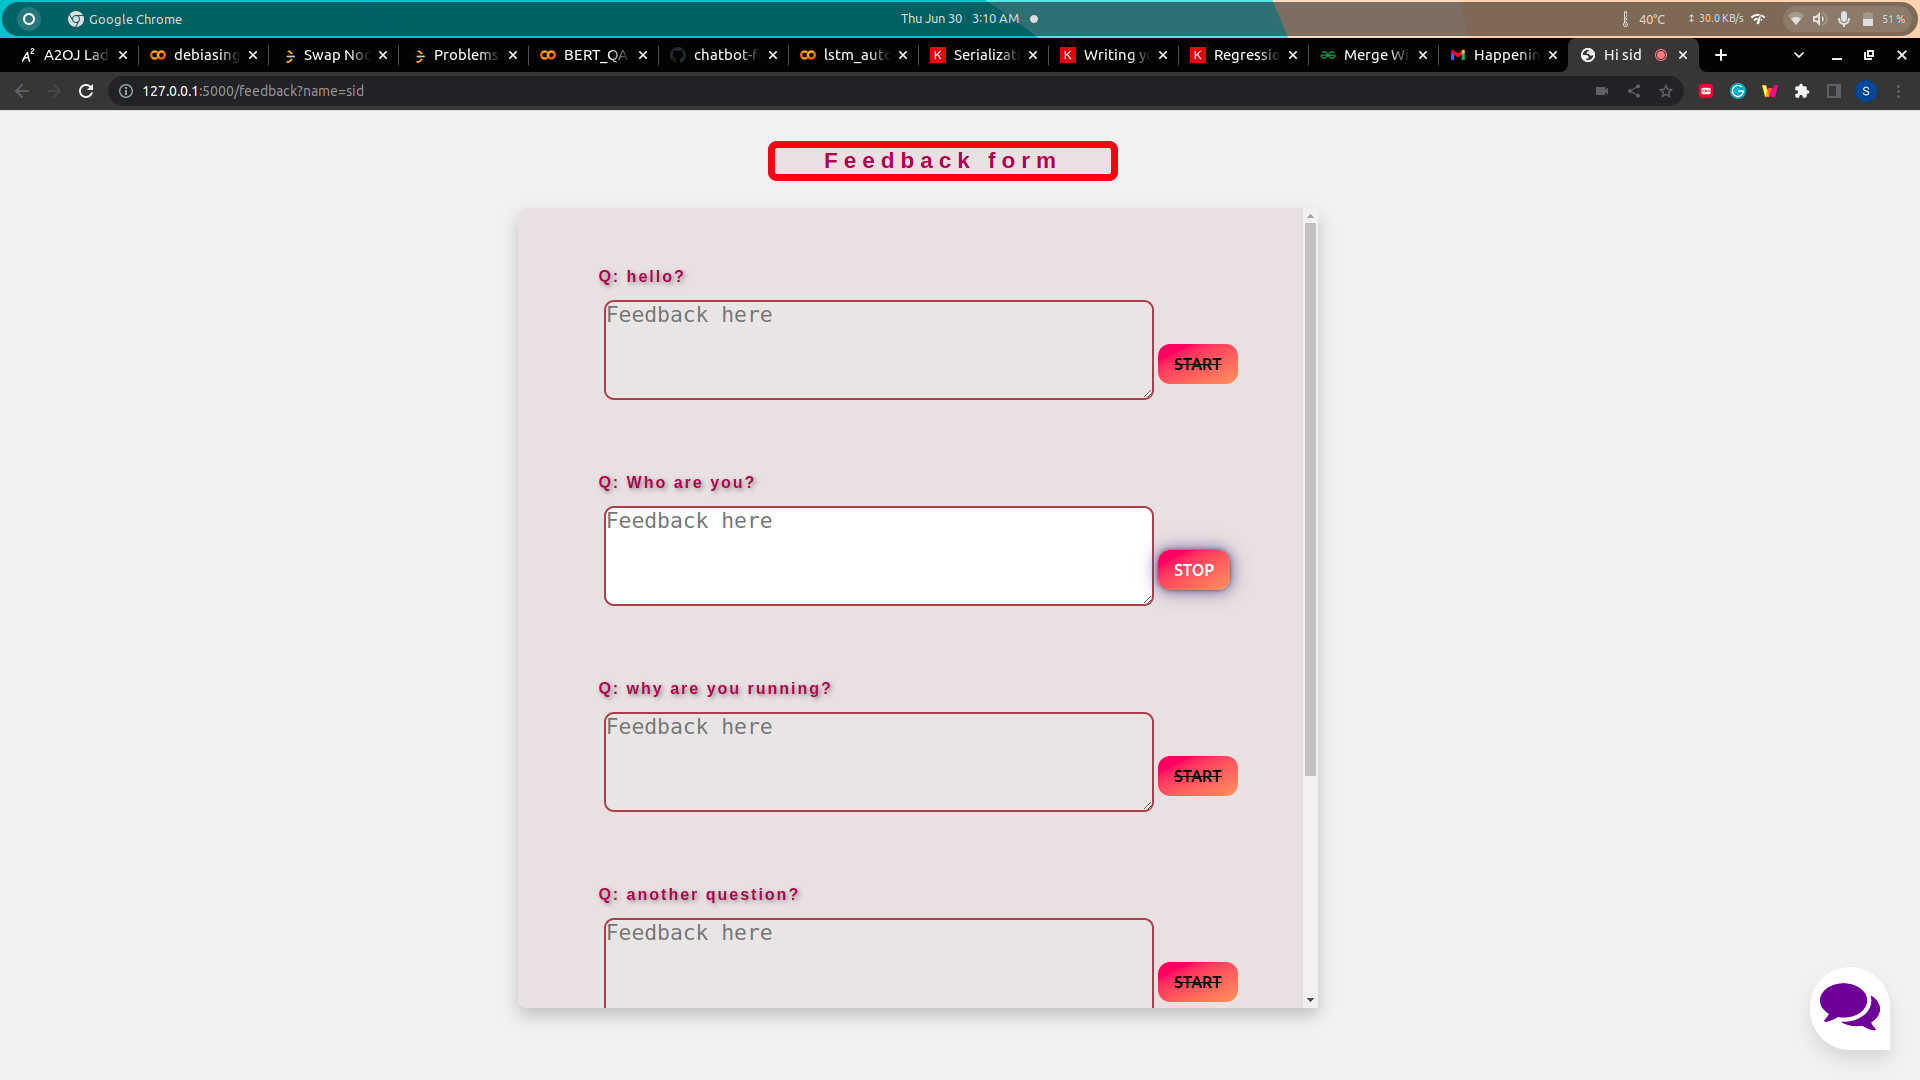 Google Chrome
Thu Jun 30 3:10 AM
40°C
30.0 KB/s
51 %
A2OJ Lad
debiasing
Swap Noc
Problems
BERT_QA
chatbot-f
lstm_auto
Serializati
Writing y
Regressio
Merge Wi
Happenin
Hi sid
127.0.0.1:5000/feedback?name=sid
S
Feedback form
Q: hello?
Feedback here
START
Q: Who are you?
Feedback here
STOP
Q: why are you running?
Feedback here
START
Q: another question?
Feedback here
START